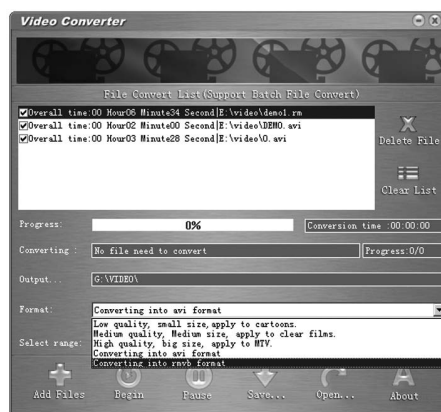 Video Converter
File Convert List(Support Batch File Convert)
Overall time:00 Hour06 Minute34 Second|E:\video\demo1.rm
Overall time:00 Hour02 Minute00 Second|E:\video\DEMO.avi
Overall time:00 Hour03 Minute28 Second|E:\video\0.avi
Delete File
Clear List
Progress: 0% Conversion time :00:00:00
Converting : No file need to convert Progress:0/0
Output... G:\VIDEO\
Format: Converting into avi format
Low quality, small size,apply to cartoons.
Medium quality, Medium size, apply to clear films.
High quality, big size, apply to MTV.
Select range:
Converting into avi format
Converting into rmvb format
Add Files Begin Pause Save... Open... About